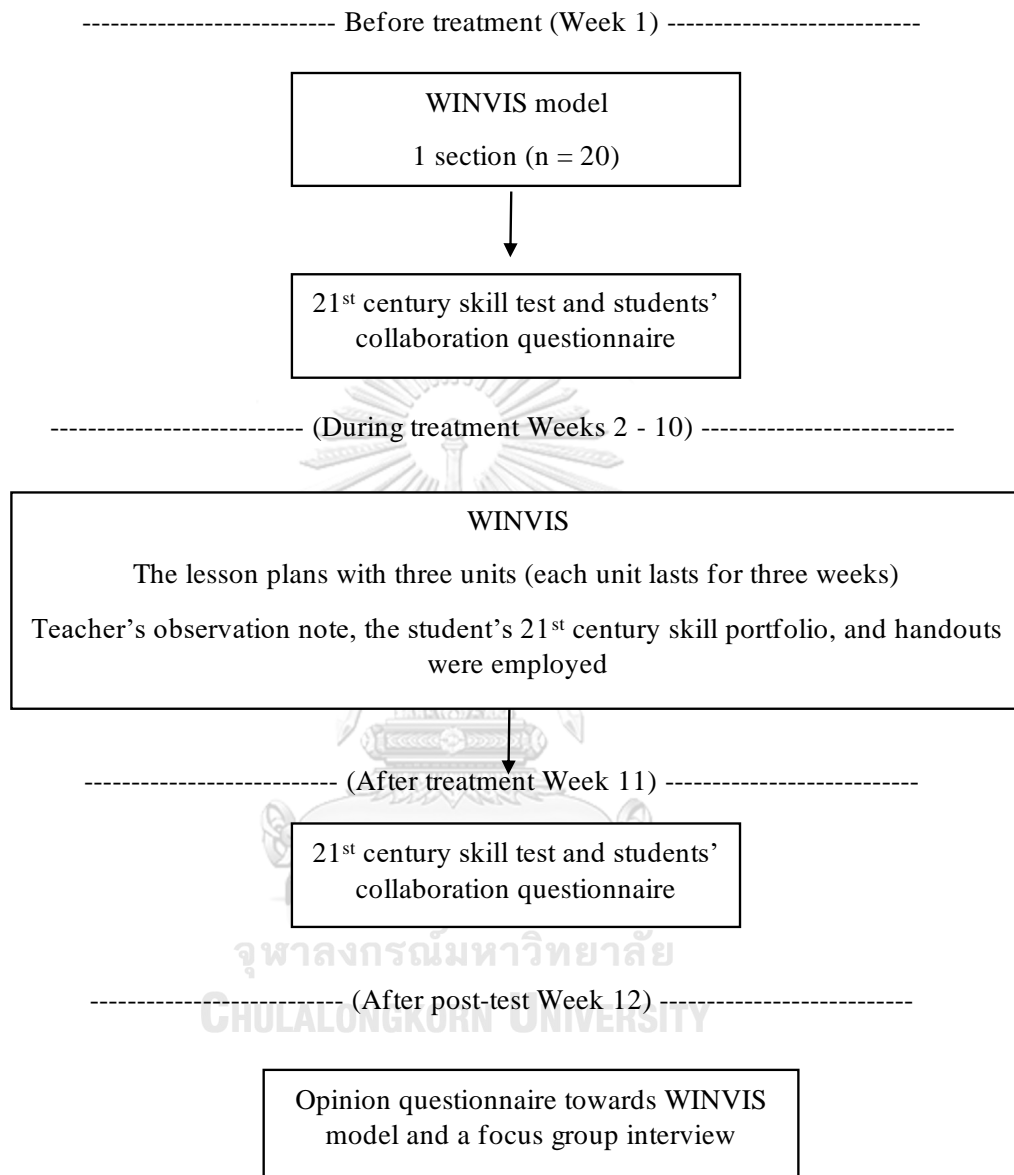 -------------------------- Before treatment (Week 1) --------------------------
WINVIS model
1 section (n = 20)
21st century skill test and students’
collaboration questionnaire
-------------------------- (During treatment Weeks 2 - 10) --------------------------
WINVIS
The lesson plans with three units (each unit lasts for three weeks)
Teacher’s observation note, the student’s 21st century skill portfolio, and handouts
were employed
-------------------------- (After treatment Week 11) --------------------------
21st century skill test and students’
collaboration questionnaire
จุฬาลงกรณ์มหาวิทยาลัย
-------------------------- (After post-test Week 12) --------------------------
CHULALONGKORN UNIVERSITY
Opinion questionnaire towards WINVIS
model and a focus group interview